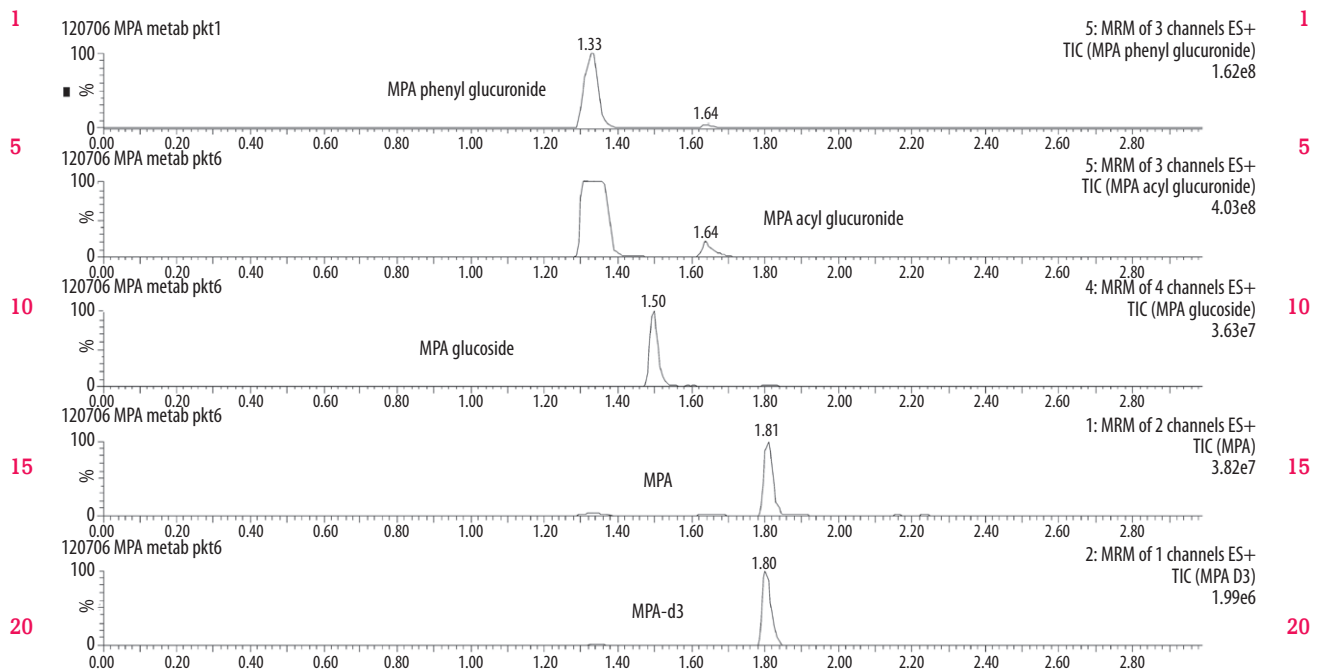 1 1
120706 MPA metab pkt1 5: MRM of 3 channels ES+
1.33 TIC (MPA phenyl glucuronide)
100 1.62e8
MPA phenyl glucuronide
%
1.64
0
0.00 0.20 0.40 0.60 0.80 1.00 1.20 1.40 1.60 1.80 2.00 2.20 2.40 2.60 2.80
5 5
120706 MPA metab pkt6 5: MRM of 3 channels ES+
100 TIC (MPA acyl glucuronide)
4.03e8
% MPA acyl glucuronide
1.64
0
0.00 0.20 0.40 0.60 0.80 1.00 1.20 1.40 1.60 1.80 2.00 2.20 2.40 2.60 2.80
120706 MPA metab pkt6 4: MRM of 4 channels ES+
10 1.50 TIC (MPA glucoside) 10
100 3.63e7
% MPA glucoside
0
0.00 0.20 0.40 0.60 0.80 1.00 1.20 1.40 1.60 1.80 2.00 2.20 2.40 2.60 2.80
120706 MPA metab pkt6 1: MRM of 2 channels ES+
100 1.81 TIC (MPA)
15 3.82e7 15
% MPA
0
0.00 0.20 0.40 0.60 0.80 1.00 1.20 1.40 1.60 1.80 2.00 2.20 2.40 2.60 2.80
120706 MPA metab pkt6 2: MRM of 1 channels ES+
100 1.80 TIC (MPA D3)
1.99e6
% MPA-d3
20 20
0
0.00 0.20 0.40 0.60 0.80 1.00 1.20 1.40 1.60 1.80 2.00 2.20 2.40 2.60 2.80